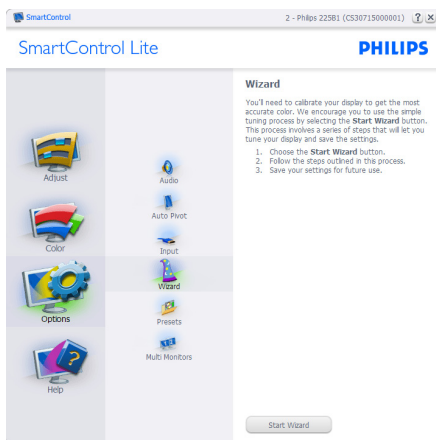 SmartControl
2 - Philips 225B1 (CS30715000001)
SmartControl Lite
PHILIPS
Adjust
Color
Options
Help
Audio
Auto Pivot
Input
Wizard
Presets
Multi Monitors
Wizard
You'll need to calibrate your display to get the most
accurate color. We encourage you to use the simple
tuning process by selecting the Start Wizard button.
This process involves a series of steps that will let you
tune your display and save the settings.
1. Choose the Start Wizard button.
2. Follow the steps outlined in this process.
3. Save your settings for future use.
Start Wizard